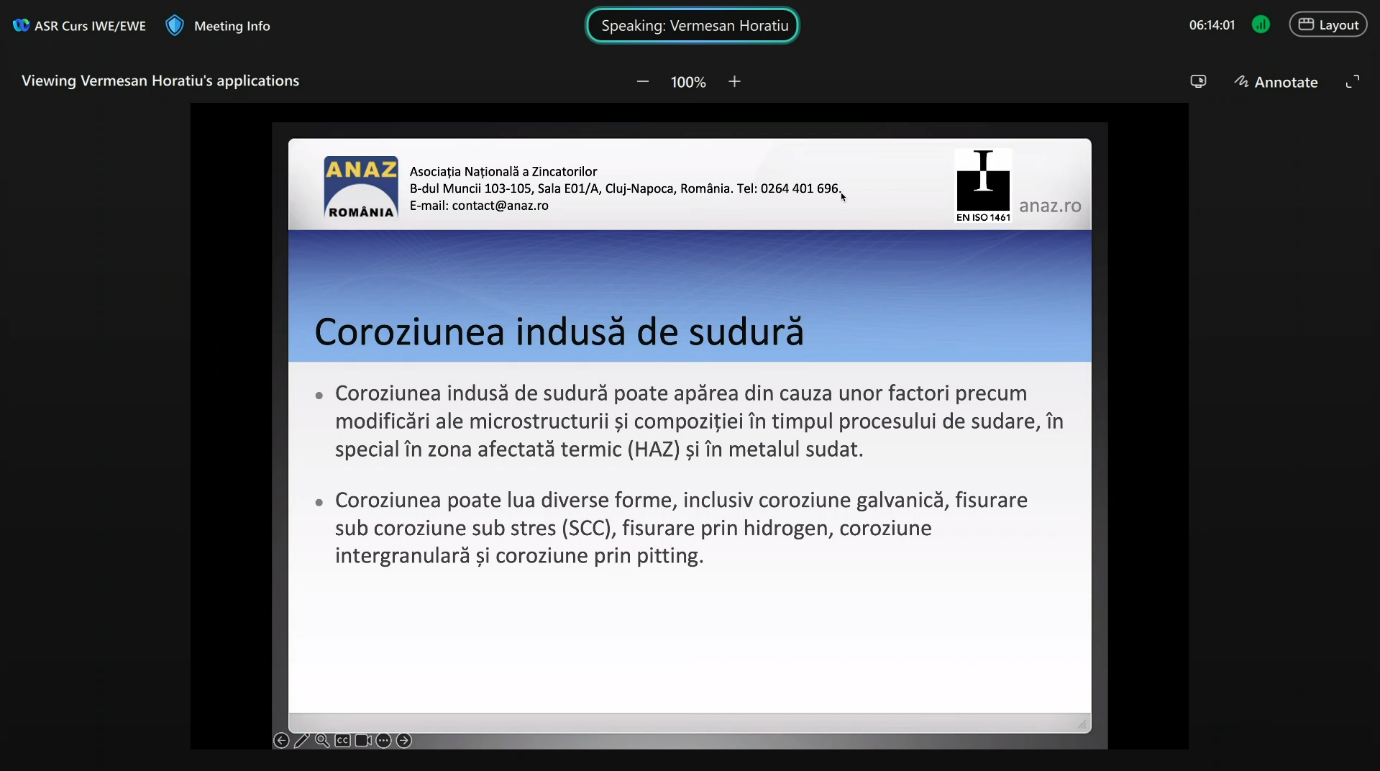 ASR Curs IWE/EWE
Meeting Info
Speaking: Vermesan Horatiu
06:14:01
Layout
Viewing Vermesan Horatiu's applications
100%
Annotate
ANAZ
ROMÂNIA
Asociația Națională a Zincatorilor
B-dul Muncii 103-105, Sala E01/A, Cluj-Napoca, România. Tel: 0264 401 696.
E-mail: contact@anaz.ro
EN ISO 1461
anaz.ro
Coroziunea indusă de sudură
• Coroziunea indusă de sudură poate apărea din cauza unor factori precum
modificări ale microstructurii și compoziției în timpul procesului de sudare, în
special în zona afectată termic (HAZ) și în metalul sudat.
• Coroziunea poate lua diverse forme, inclusiv coroziune galvanică, fisurare
sub coroziune sub stres (SCC), fisurare prin hidrogen, coroziune
intergranulară și coroziune prin pitting.
CC